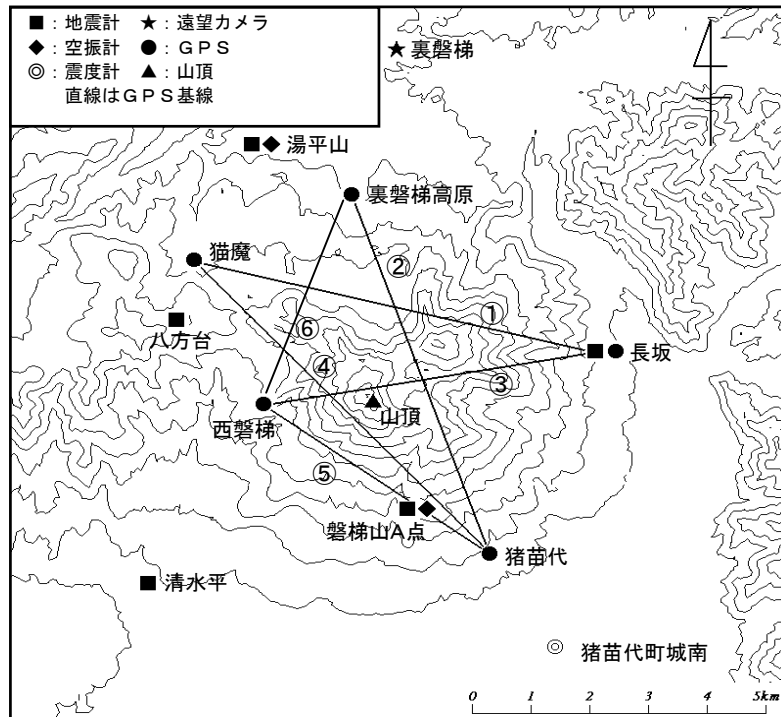 ■：地震計 ★：遠望カメラ
◆：空振計 ●：ＧＰＳ
◎：震度計 ▲：山頂
直線はＧＰＳ基線
裏磐梯
湯平山
裏磐梯高原
猫魔
②
①
八方台
⑥
長坂
④
③
山頂
西磐梯
⑤
磐梯山A点
猪苗代
清水平
猪苗代町城南
0 1 2 3 4 5km